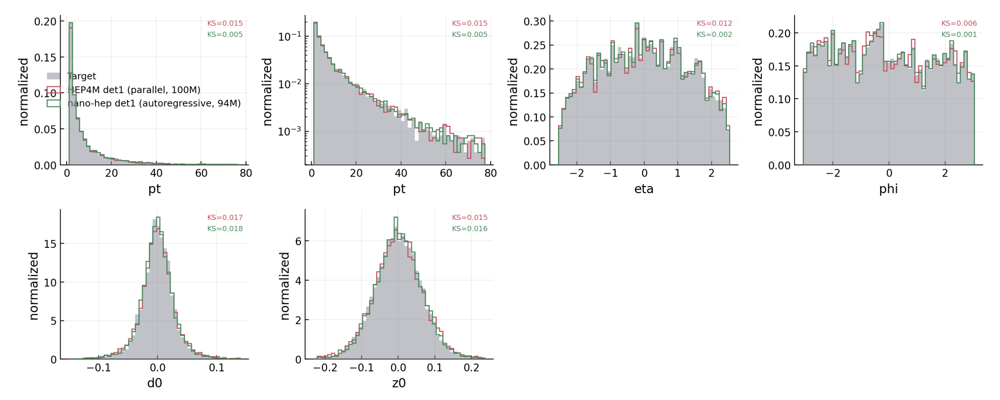 0.20
0.15
0.10
0.05
0.00
normalized
KS=0.015
KS=0.005
Target
HEP4M det1 (parallel, 100M)
nano-hep det1 (autoregressive, 94M)
0 20 40 60 80
pt
10⁻¹
10⁻²
10⁻³
normalized
KS=0.015
KS=0.005
0 20 40 60 80
pt
0.30
0.25
0.20
0.15
0.10
0.05
0.00
normalized
KS=0.012
KS=0.002
−2 −1 0 1 2
eta
0.20
0.15
0.10
0.05
0.00
normalized
KS=0.006
KS=0.001
−2 0 2
phi
15
10
5
0
normalized
KS=0.017
KS=0.018
−0.1 0.0 0.1
d0
6
4
2
0
normalized
KS=0.015
KS=0.016
−0.2 −0.1 0.0 0.1 0.2
z0